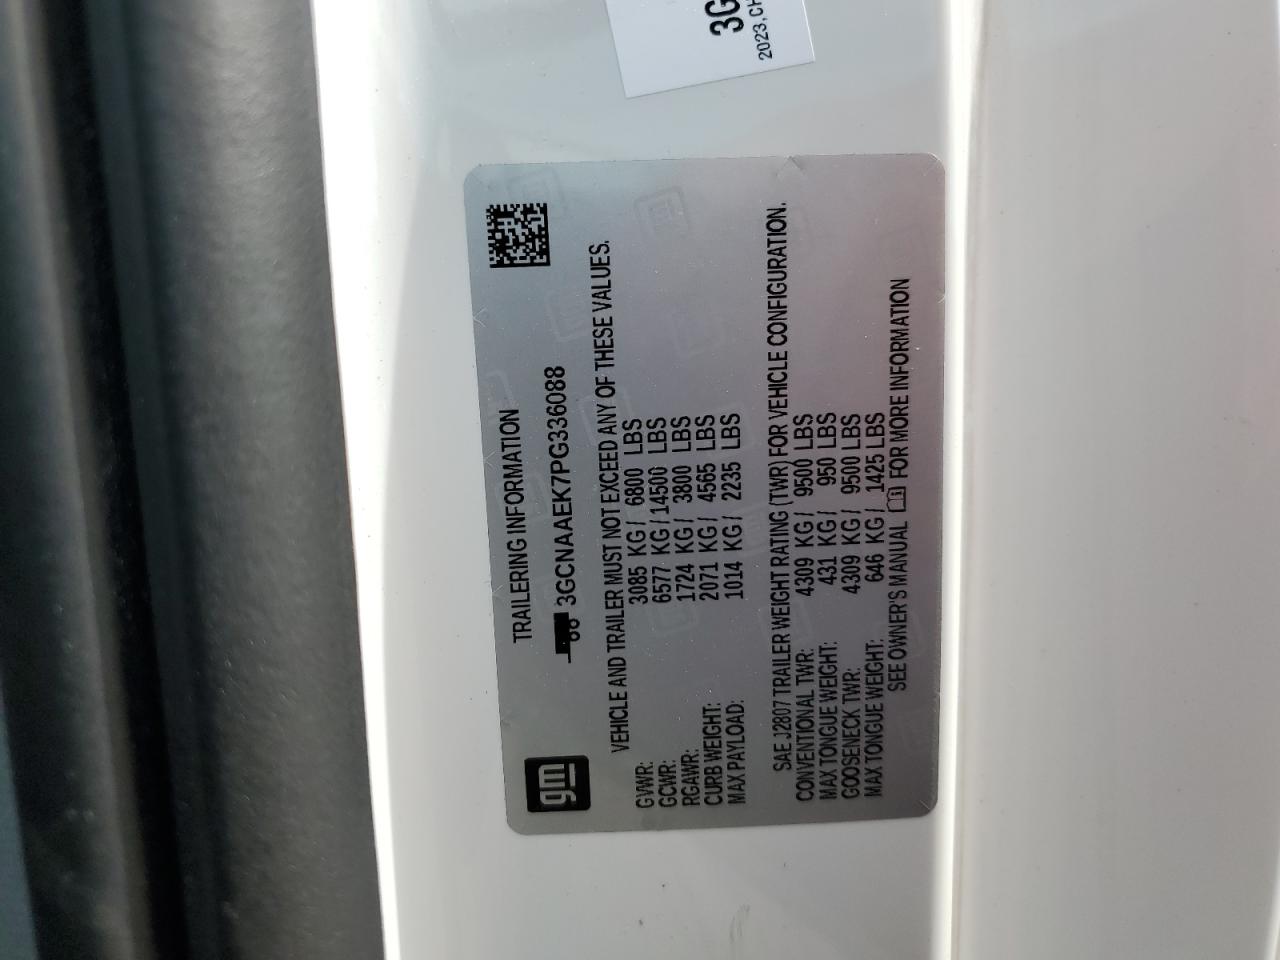 3G
2023,CH
gm
TRAILERING INFORMATION
3GCNAAEK7PG336088
VEHICLE AND TRAILER MUST NOT EXCEED ANY OF THESE VALUES.
GVWR: 3085 KG / 6800 LBS
GCWR: 6577 KG / 14500 LBS
RGAWR: 1724 KG / 3800 LBS
CURB WEIGHT: 2071 KG / 4565 LBS
MAX PAYLOAD: 1014 KG / 2235 LBS
SAE J2807 TRAILER WEIGHT RATING (TWR) FOR VEHICLE CONFIGURATION.
CONVENTIONAL TWR: 4309 KG / 9500 LBS
MAX TONGUE WEIGHT: 431 KG / 950 LBS
GOOSENECK TWR: 4309 KG / 9500 LBS
MAX TONGUE WEIGHT: 646 KG / 1425 LBS
SEE OWNER'S MANUAL FOR MORE INFORMATION